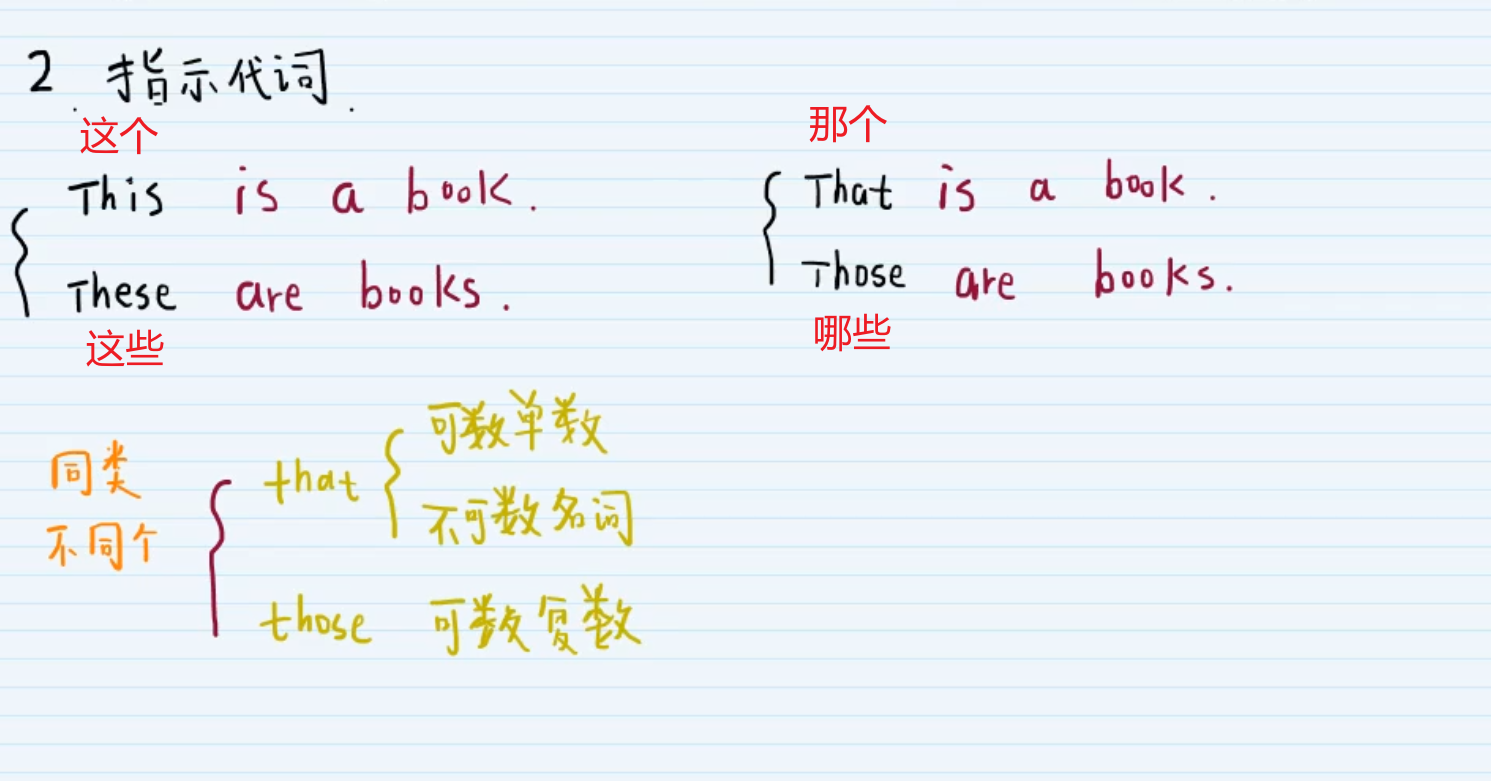 2. 指示代词.
这个
This is a book.
These are books.
这些
那个
That is a book.
Those are books.
哪些
同类
不同个
that
可数单数
不可数名词
those 可数复数